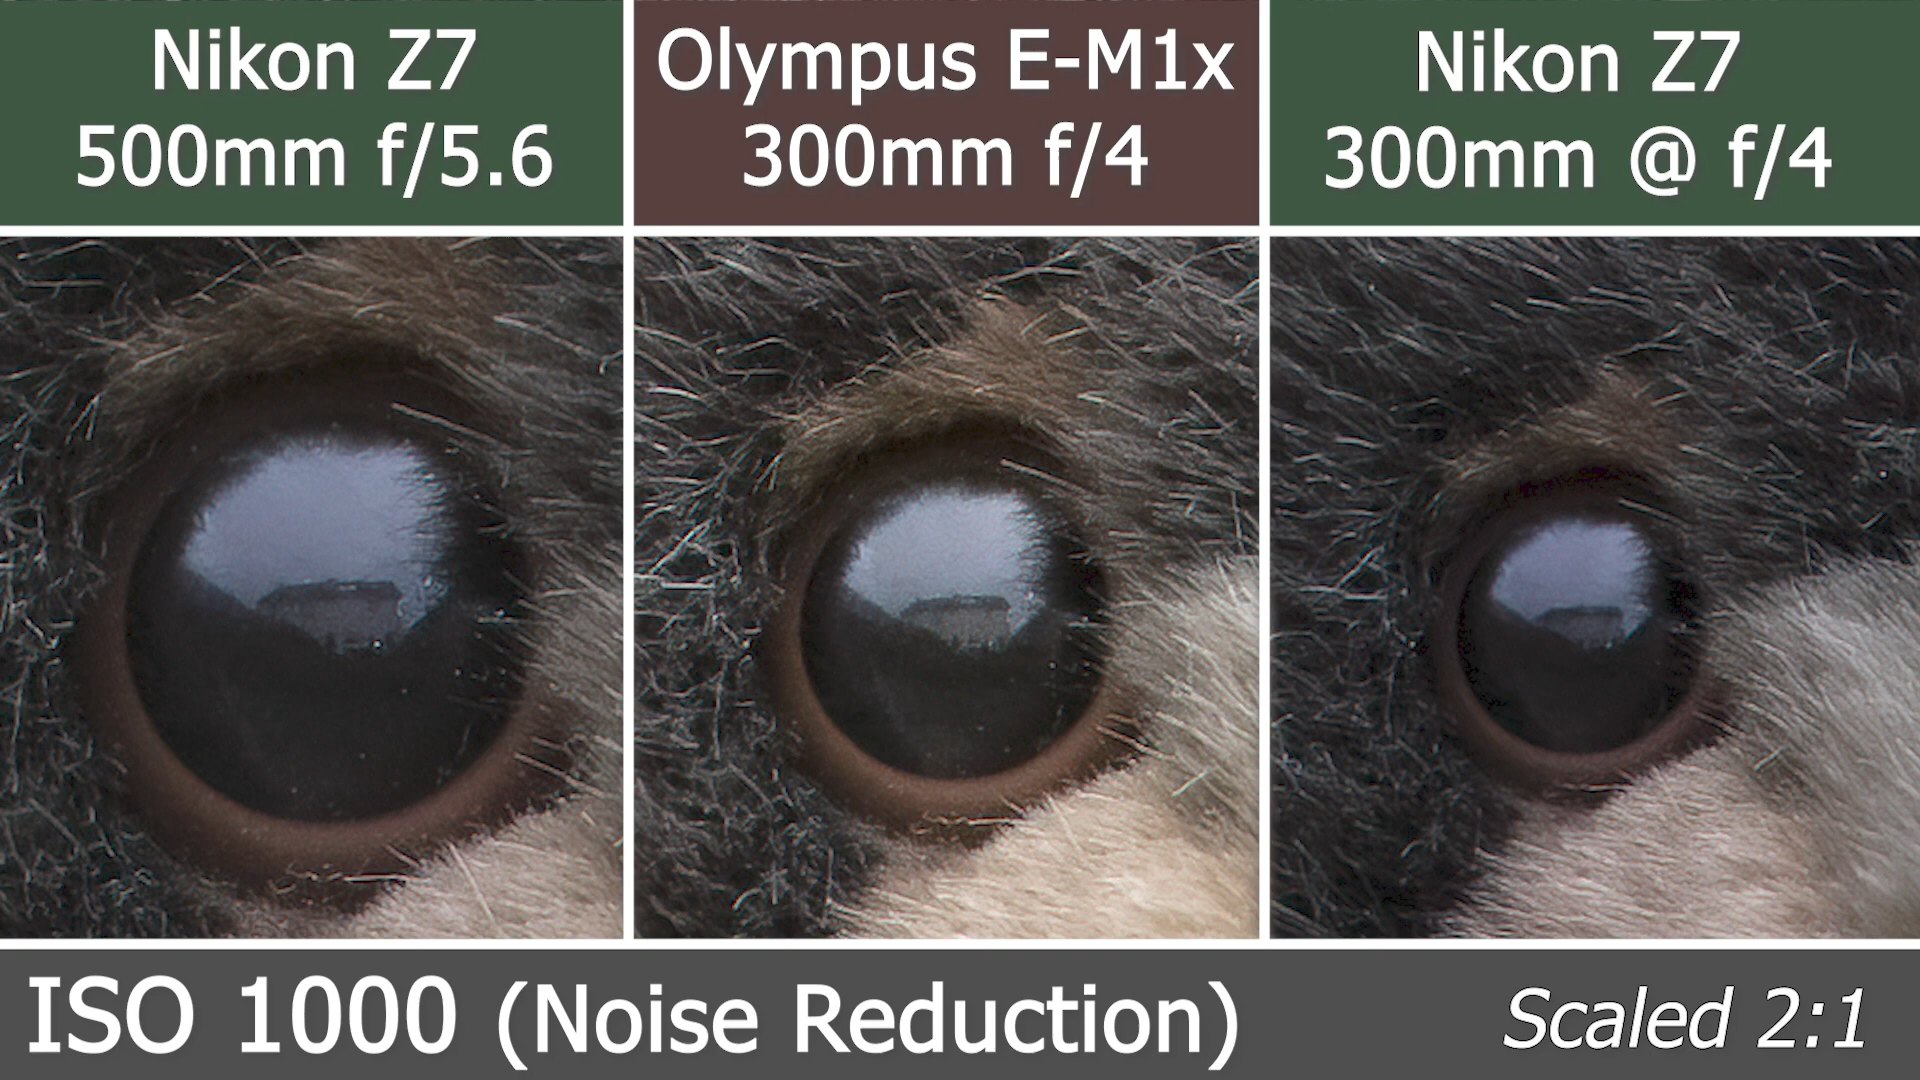 Nikon Z7
500mm f/5.6
Olympus E-M1x
300mm f/4
Nikon Z7
300mm @ f/4
ISO 1000 (Noise Reduction)
Scaled 2:1